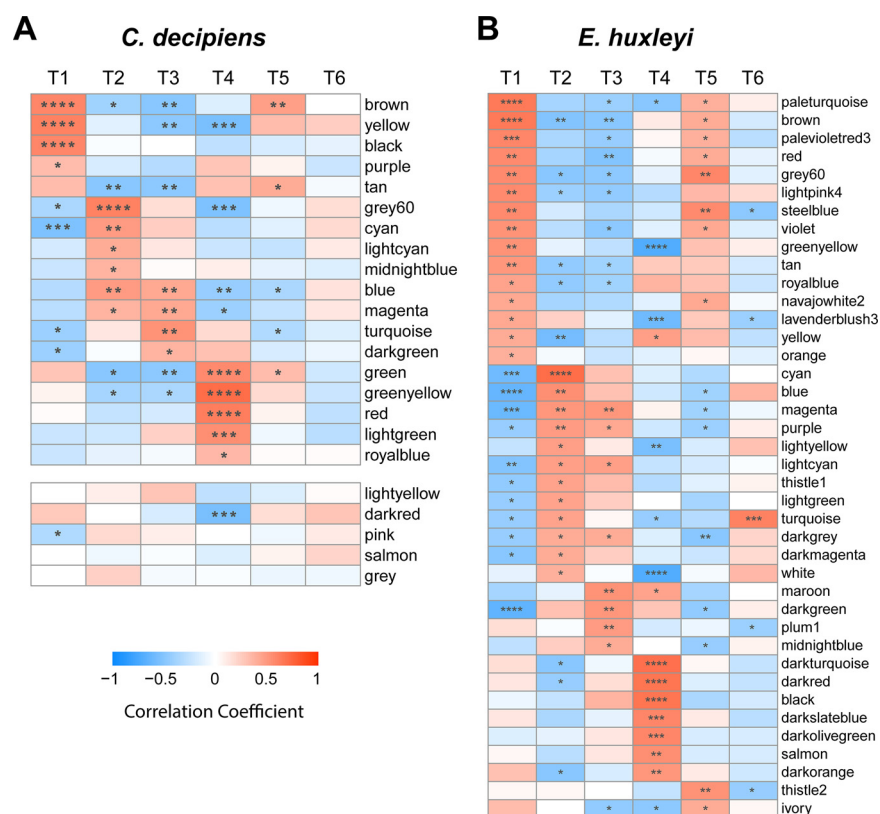 A
C. decipiens
T1 T2 T3 T4 T5 T6
**** * ** ** brown
**** ** *** yellow
**** black
* purple
** ** * tan
* **** *** grey60
*** ** cyan
* lightcyan
* midnightblue
** ** ** * blue
* ** * magenta
* ** * turquoise
* * darkgreen
* ** **** * green
* * **** greenyellow
**** red
*** lightgreen
* royalblue
lightyellow
*** darkred
* pink
salmon
grey
−1 −0.5 0 0.5 1
Correlation Coefficient
B
E. huxleyi
T1 T2 T3 T4 T5 T6
**** * * * paleturquoise
**** ** ** * brown
*** * * palevioletred3
** ** * red
** * * ** grey60
** * * lightpink4
** ** * steelblue
** * * violet
** **** greenyellow
** * * tan
* * * royalblue
* * navajowhite2
* *** * lavenderblush3
* ** * yellow
* orange
*** **** cyan
**** ** * blue
*** ** ** * magenta
* ** * * purple
* ** lightyellow
** * * lightcyan
* * thistle1
* * lightgreen
* * * *** turquoise
* * * ** darkgrey
* * darkmagenta
* **** white
** * maroon
**** ** * darkgreen
** * plum1
* * midnightblue
* **** darkturquoise
* **** darkred
**** black
*** darkslateblue
*** darkolivegreen
** salmon
* ** darkorange
** * thistle2
* * * ivory